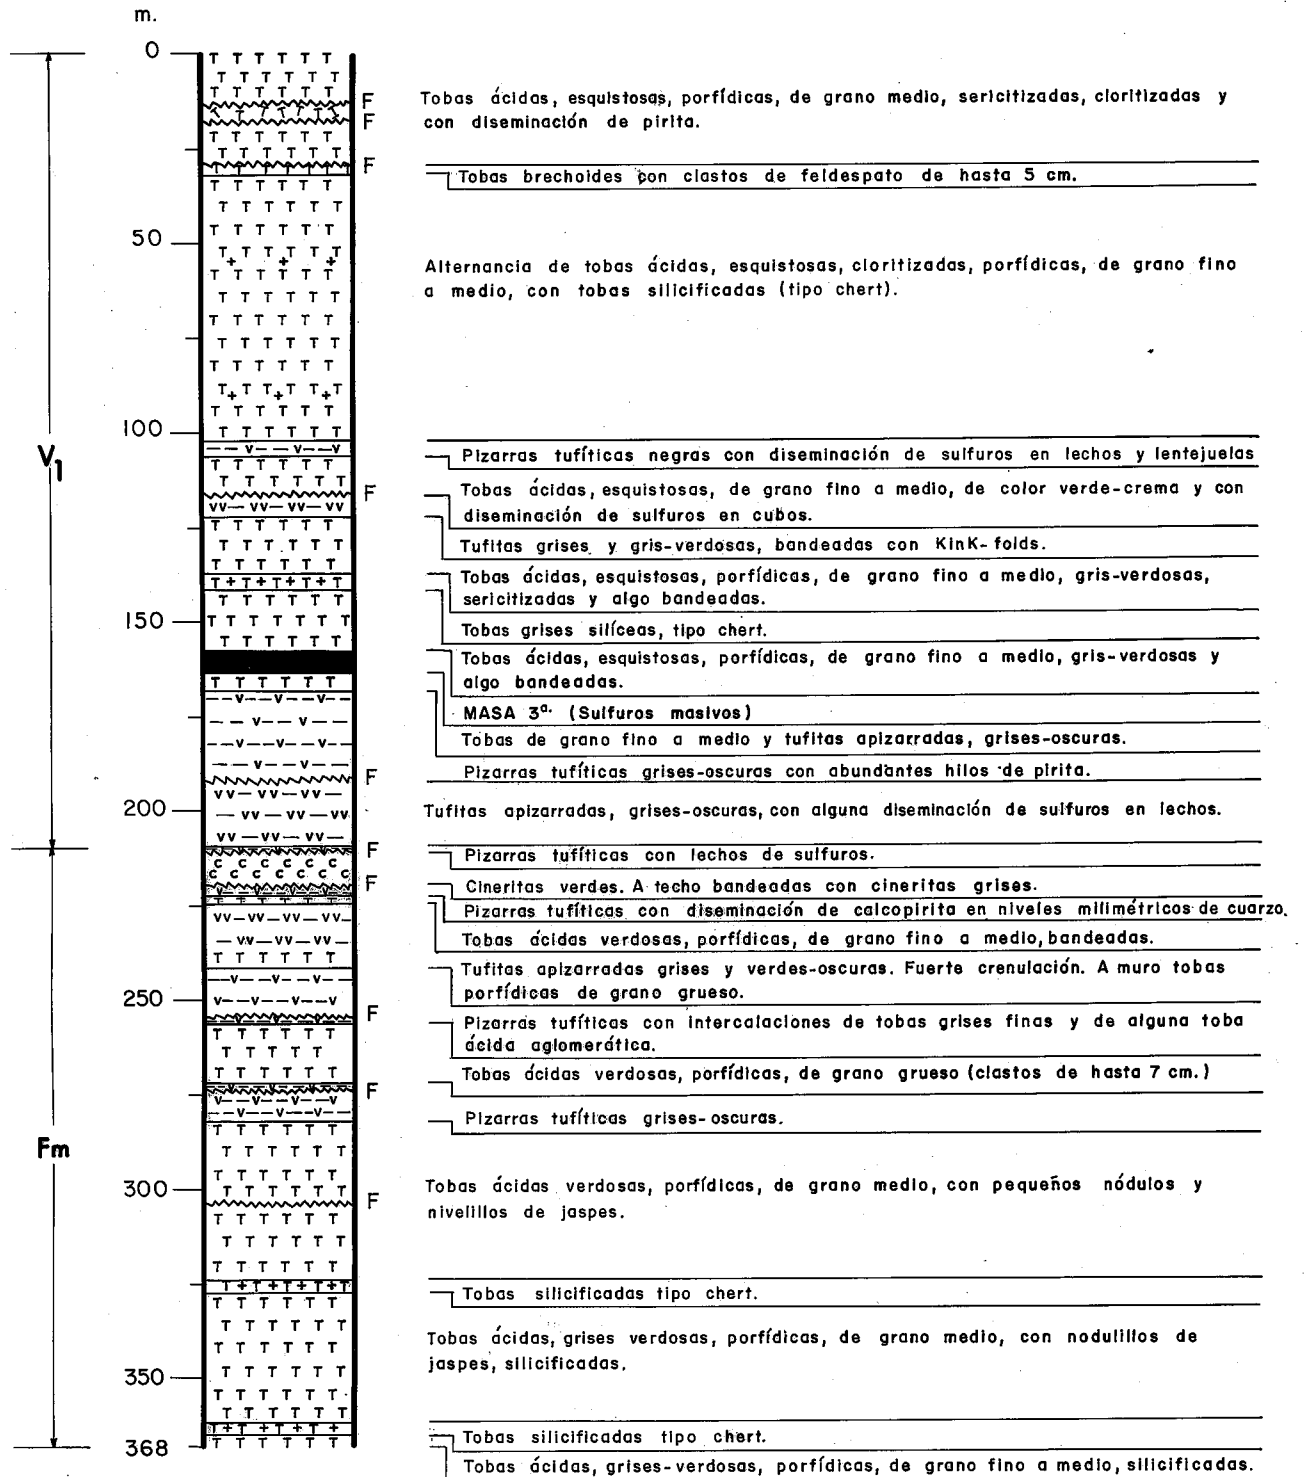 m.
0
F
F
F
50
100
V1
F
150
F
200
F
F
250
F
F
Fm
300
F
350
368
Tobas ácidas, esquistosas, porfídicas, de grano medio, sericitizadas, cloritizadas y
con diseminación de pirita.
Tobas brechoides con clastos de feldespato de hasta 5 cm.
Alternancia de tobas ácidas, esquistosas, cloritizadas, porfídicas, de grano fino
a medio, con tobas silicificadas (tipo chert).
Pizarras tufíticas negras con diseminación de sulfuros en lechos y lentejuelas
Tobas ácidas, esquistosas, de grano fino a medio, de color verde-crema y con
diseminación de sulfuros en cubos.
Tufitas grises y gris-verdosas, bandeadas con KinK-folds.
Tobas ácidas, esquistosas, porfídicas, de grano fino a medio, gris-verdosas,
sericitizadas y algo bandeadas.
Tobas grises silíceas, tipo chert.
Tobas ácidas, esquistosas, porfídicas, de grano fino a medio, gris-verdosas y
algo bandeadas.
MASA 3ª. (Sulfuros masivos)
Tobas de grano fino a medio y tufitas apizarradas, grises-oscuras.
Pizarras tufíticas grises-oscuras con abundantes hilos de pirita.
Tufitas apizarradas, grises-oscuras, con alguna diseminación de sulfuros en lechos.
Pizarras tufíticas con lechos de sulfuros.
Cineritas verdes. A techo bandeadas con cineritas grises.
Pizarras tufíticas con diseminación de calcopirita en niveles milimétricos de cuarzo.
Tobas ácidas verdosas, porfídicas, de grano fino a medio, bandeadas.
Tufitas apizarradas grises y verdes-oscuras. Fuerte crenulación. A muro tobas
porfídicas de grano grueso.
Pizarras tufíticas con intercalaciones de tobas grises finas y de alguna toba
ácida aglomerática.
Tobas ácidas verdosas, porfídicas, de grano grueso (clastos de hasta 7 cm.)
Pizarras tufíticas grises-oscuras.
Tobas ácidas verdosas, porfídicas, de grano medio, con pequeños nódulos y
nivelillos de jaspes.
Tobas silicificadas tipo chert.
Tobas ácidas, grises verdosas, porfídicas, de grano medio, con nodulillos de
jaspes, silicificadas.
Tobas silicificadas tipo chert.
Tobas ácidas, grises-verdosas, porfídicas, de grano fino a medio, silicificadas.